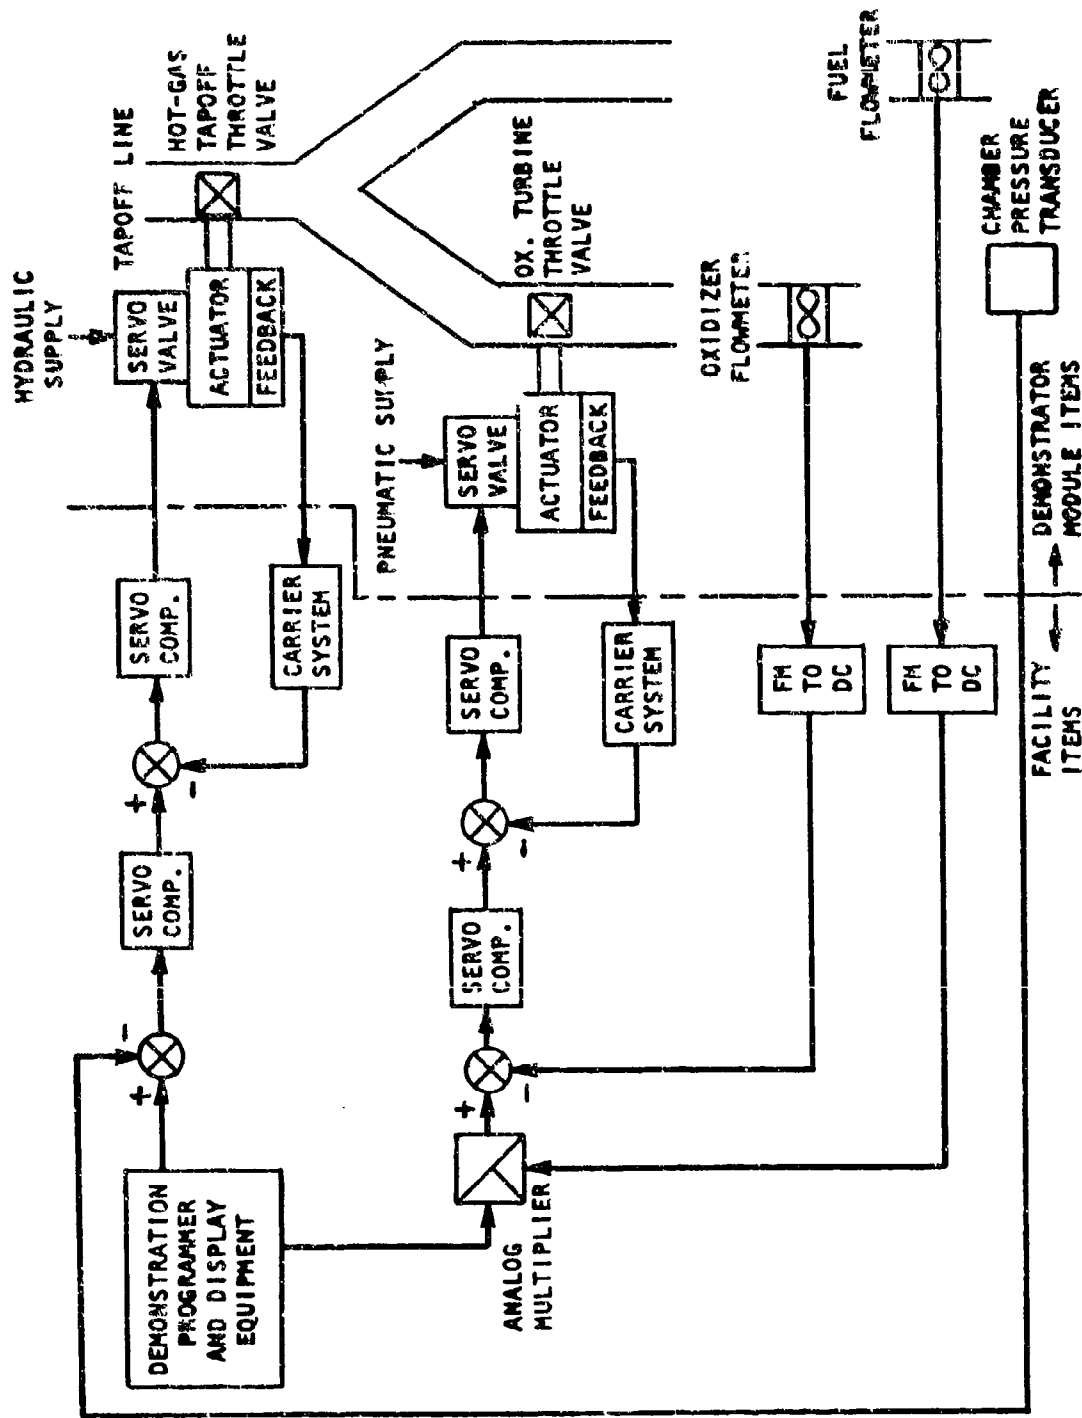 DEMONSTRATION
PROGRAMMER
AND DISPLAY
EQUIPMENT
+
-
SERVO
COMP.
+
-
SERVO
COMP.
HYDRAULIC
SUPPLY
SERVO
VALVE
ACTUATOR
FEEDBACK
CARRIER
SYSTEM
TAPOFF LINE
HOT-GAS
TAPOFF
THROTTLE
VALVE
ANALOG
MULTIPLIER
+
-
SERVO
COMP.
+
-
SERVO
COMP.
PNEUMATIC SUPPLY
SERVO
VALVE
ACTUATOR
FEEDBACK
CARRIER
SYSTEM
OX. TURBINE
THROTTLE
VALVE
FM
TO
DC
OXIDIZER
FLOWMETER
FM
TO
DC
FUEL
FLOWMETER
CHAMBER
PRESSURE
TRANSDUCER
FACILITY
ITEMS
DEMONSTRATOR
MODULE ITEMS